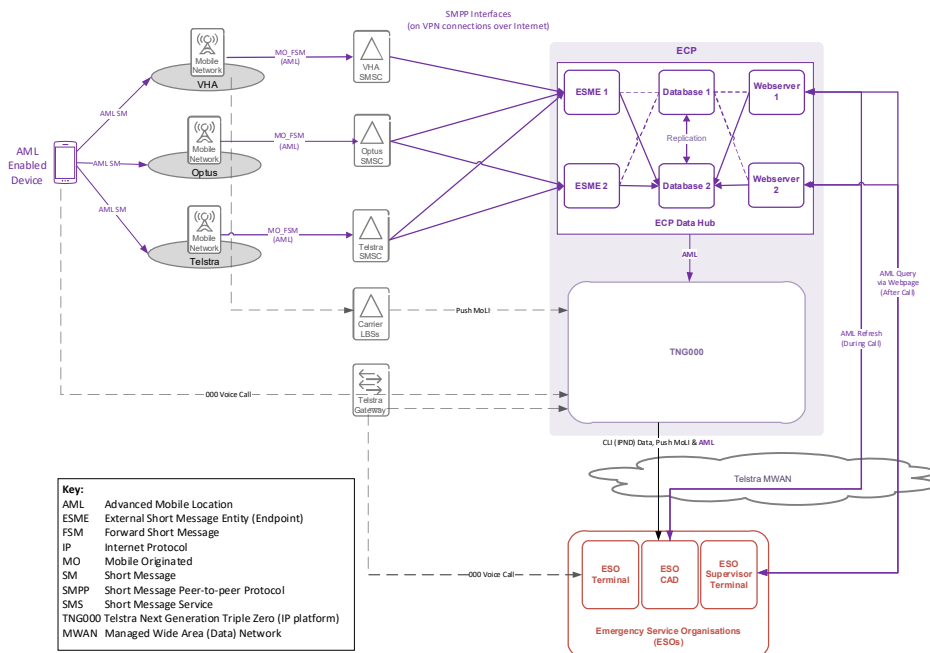 SMPP Interfaces
(on VPN connections over Internet)
ECP
Mobile
Network
VHA
MO_FSM
(AML)
VHA
SMSC
ESME 1
Database 1
Webserver
1
AML SM
Mobile
Network
Optus
MO_FSM
(AML)
Optus
SMSC
Replication
AML
Enabled
Device
AML SM
ESME 2
Database 2
Webserver
2
AML SM
Mobile
Network
Telstra
MO_FSM
(AML)
Telstra
SMSC
ECP Data Hub
AML
AML Query
via Webpage
(After Call)
Carrier
LBSs
Push MoLI
AML Refresh
(During Call)
TNG000
000 Voice Call
Telstra
Gateway
CLI (IPND) Data, Push MoLI & AML
Telstra MWAN
Key:
AML Advanced Mobile Location
ESME External Short Message Entity (Endpoint)
FSM Forward Short Message
IP Internet Protocol
MO Mobile Originated
SM Short Message
SMPP Short Message Peer-to-peer Protocol
SMS Short Message Service
TNG000 Telstra Next Generation Triple Zero (IP platform)
MWAN Managed Wide Area (Data) Network
000 Voice Call
ESO
Terminal
ESO
CAD
ESO
Supervisor
Terminal
Emergency Service Organisations
(ESOs)